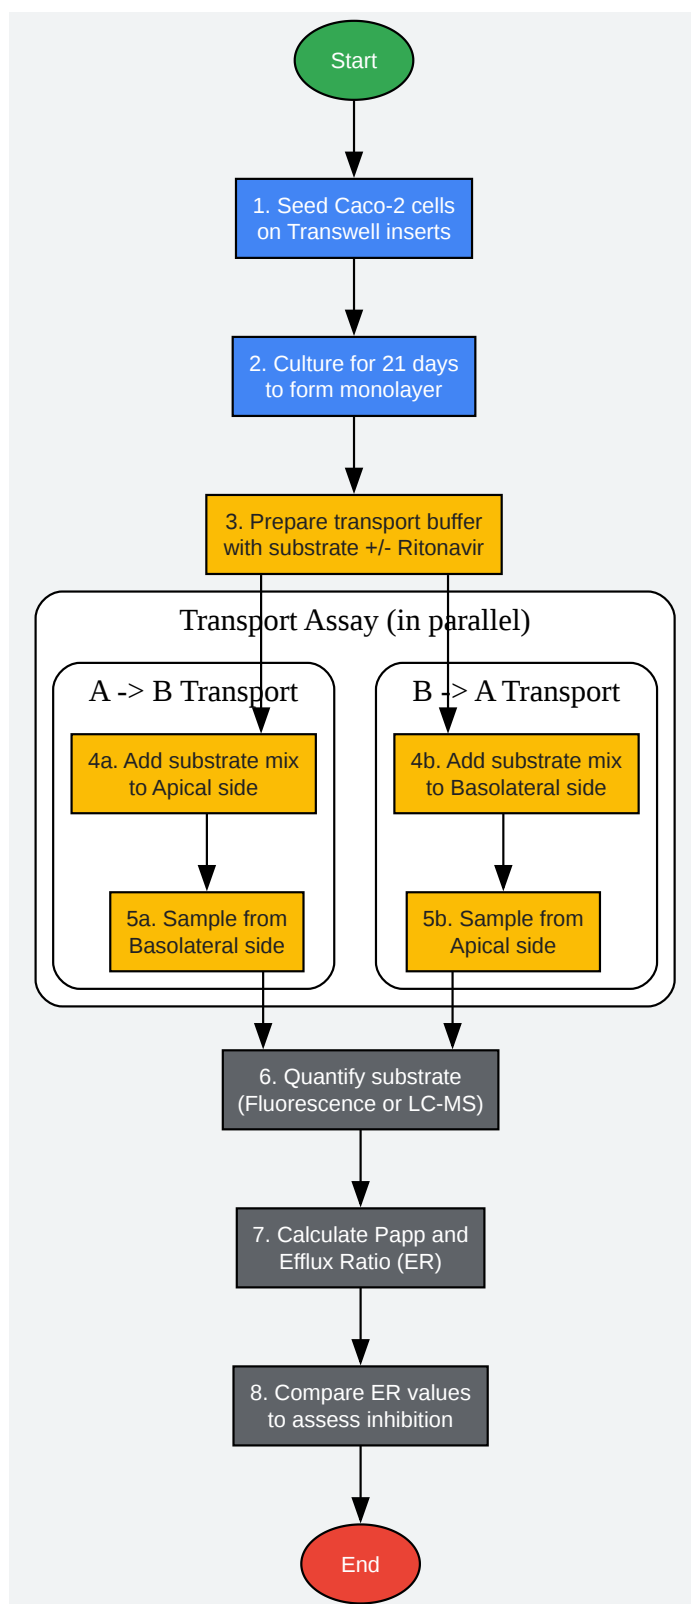 Start
1. Seed Caco-2 cells
on Transwell inserts
2. Culture for 21 days
to form monolayer
3. Prepare transport buffer
with substrate +/- Ritonavir
Transport Assay (in parallel)
A -> B Transport
4a. Add substrate mix
to Apical side
5a. Sample from
Basolateral side
B -> A Transport
4b. Add substrate mix
to Basolateral side
5b. Sample from
Apical side
6. Quantify substrate
(Fluorescence or LC-MS)
7. Calculate Papp and
Efflux Ratio (ER)
8. Compare ER values
to assess inhibition
End